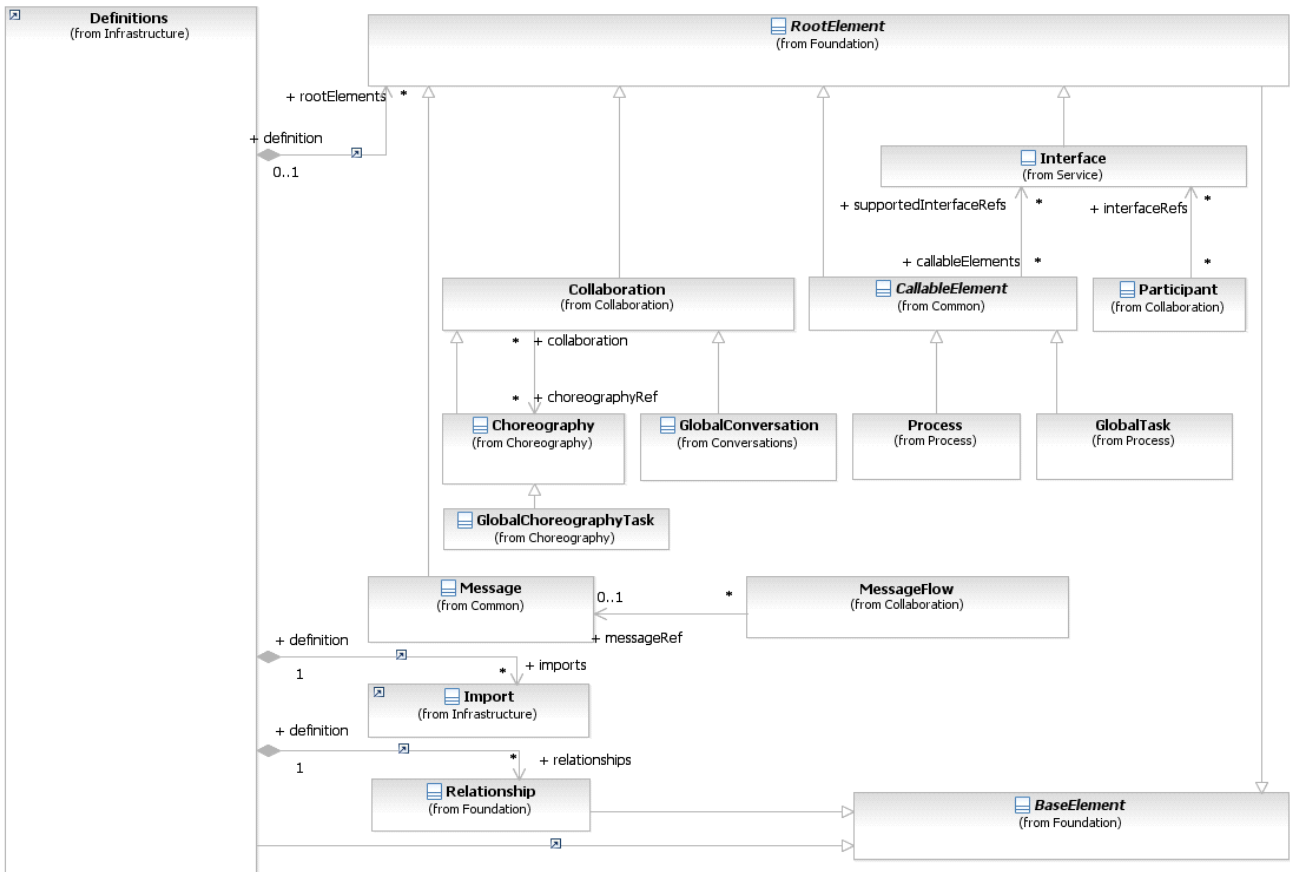 Definitions
(from Infrastructure)
RootElement
(from Foundation)
+ rootElements *
+ definition
0..1
Interface
(from Service)
+ supportedInterfaceRefs *
+ interfaceRefs *
+ callableElements *
*
Collaboration
(from Collaboration)
CallableElement
(from Common)
Participant
(from Collaboration)
* + collaboration
* + choreographyRef
Choreography
(from Choreography)
GlobalConversation
(from Conversations)
Process
(from Process)
GlobalTask
(from Process)
GlobalChoreographyTask
(from Choreography)
Message
(from Common)
0..1 *
+ messageRef
MessageFlow
(from Collaboration)
+ definition
1
* + imports
Import
(from Infrastructure)
+ definition
1
* + relationships
Relationship
(from Foundation)
BaseElement
(from Foundation)